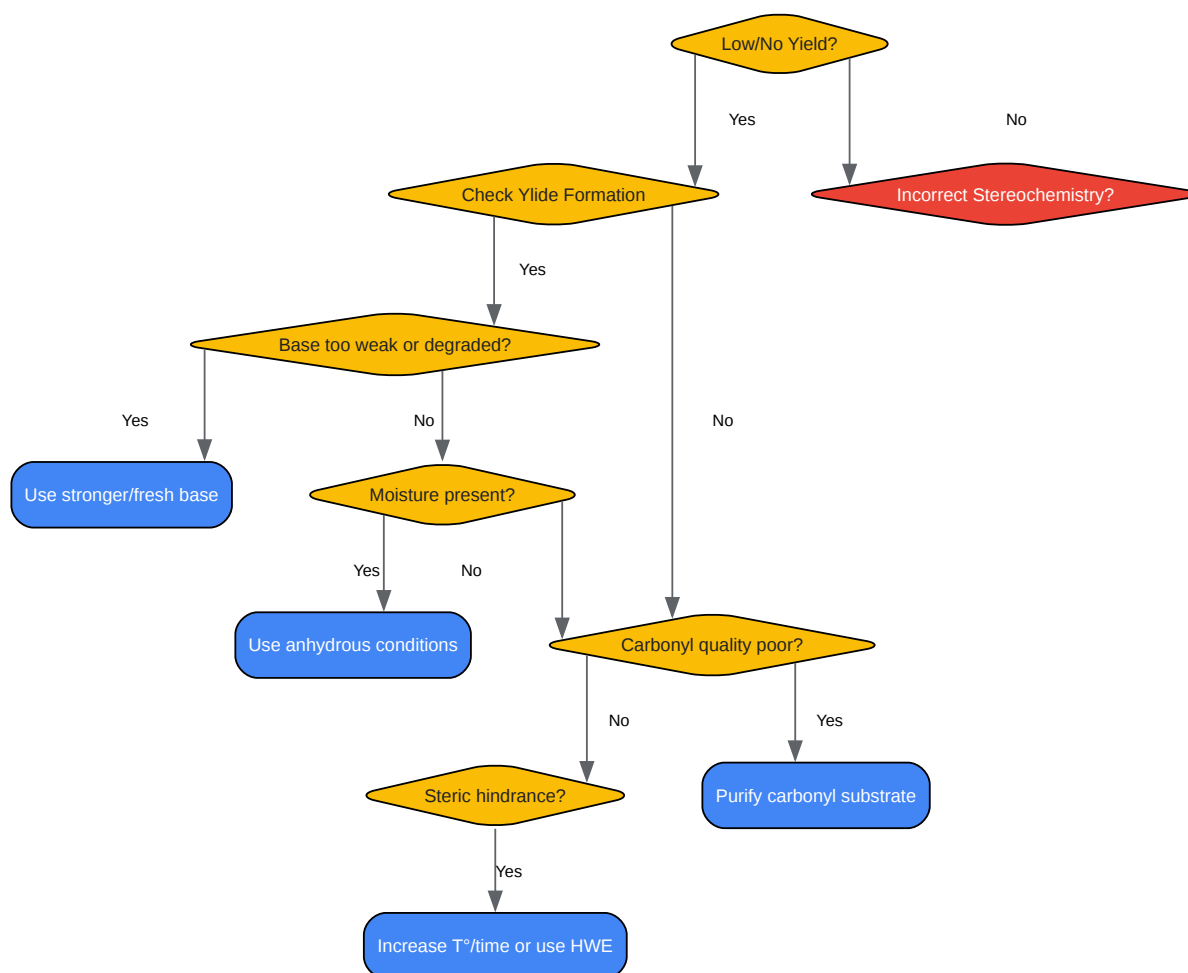 Low/No Yield?
Yes
No
Check Ylide Formation
Incorrect Stereochemistry?
Yes
Base too weak or degraded?
Yes
No
No
Use stronger/fresh base
Moisture present?
Yes
No
Use anhydrous conditions
Carbonyl quality poor?
No
Yes
Steric hindrance?
Purify carbonyl substrate
Yes
Increase T°/time or use HWE